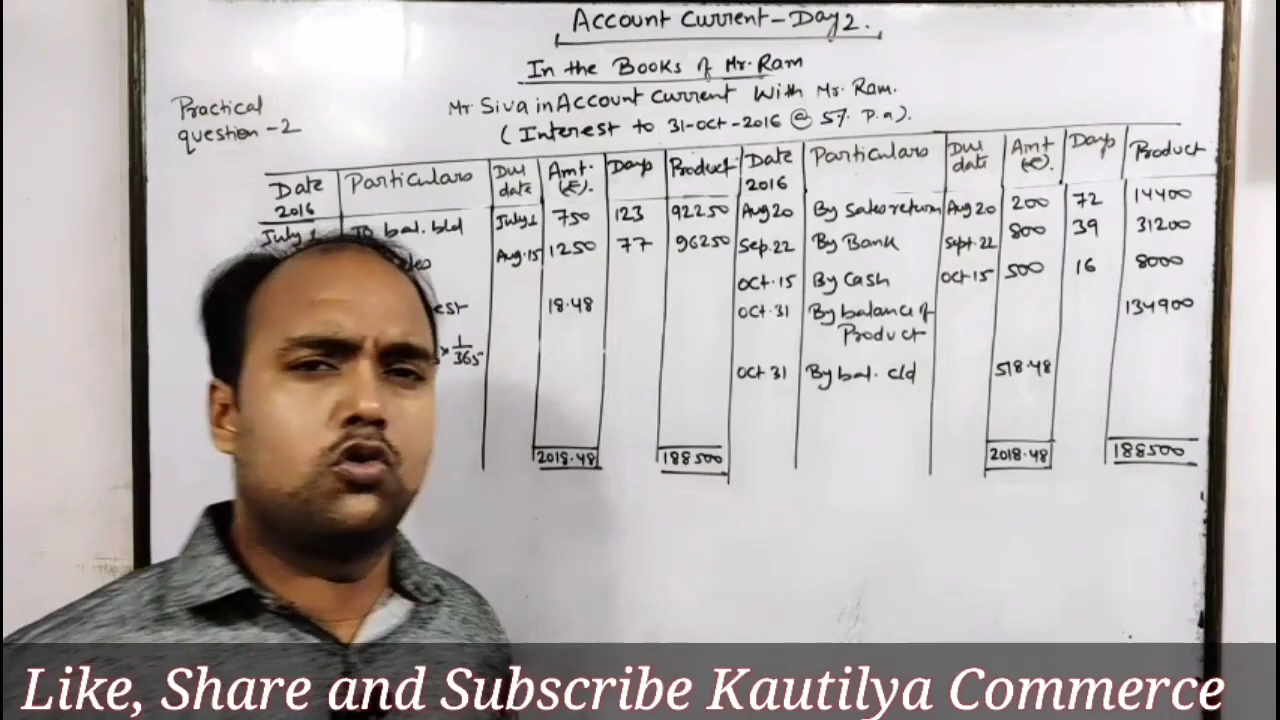 Account Current - Day 2.
In the Books of Mr. Ram
Practical
question - 2
Mr Siva in Account Current With Mr. Ram.
( Interest to 31-Oct-2016 @ 5% p.a).
Date Particulars Due date Amt. (₹). Days Product Date Particulars Due date Amt (₹). Days Product
2016 2016
July 1 To bal. b/d July 1 750 123 92250 Aug 20 By sales return Aug 20 200 72 14400
Aug. 15 1250 77 96250 Sep. 22 By Bank Sept. 22 800 39 31200
Oct. 15 By Cash Oct 15 500 16 8000
est 18.48 Oct. 31 By balance of Product 134900
× 1/365
Oct 31 By bal. c/d 518.48
2018.48 188500 2018.48 188500
Like, Share and Subscribe Kautilya Commerce